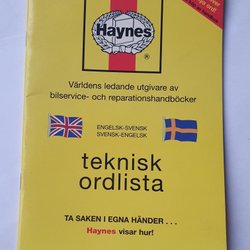 Haynes
®
Världens ledande utgivare av
bilservice- och reparationshandböcker
ENGELSK-SVENSK
SVENSK-ENGELSK
teknisk
ordlista
TA SAKEN I EGNA HÄNDER . . .
Haynes visar hur!